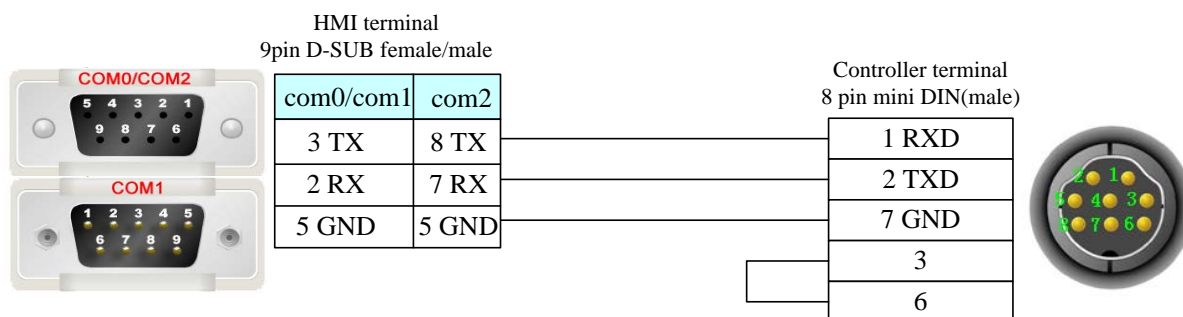 HMI terminal
9pin D-SUB female/male
COM0/COM2
5 4 3 2 1
9 8 7 6
COM1
1 2 3 4 5
6 7 8 9
com0/com1 com2
3 TX 8 TX
2 RX 7 RX
5 GND 5 GND
Controller terminal
8 pin mini DIN(male)
1 RXD
2 TXD
7 GND
3
6
2 1
5 4 3
8 7 6